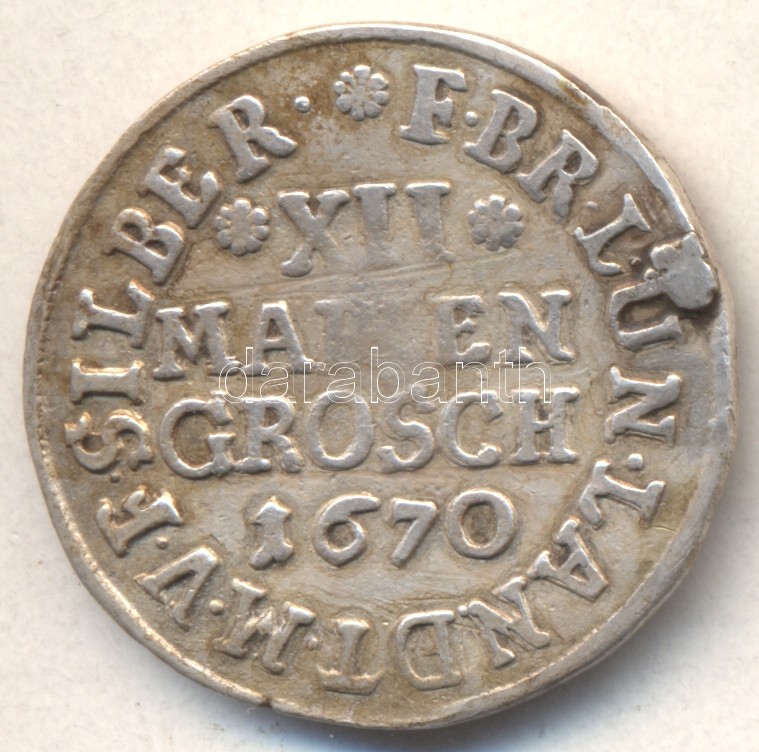 F·BR·LUN·LANDT·M·V·F·SILBER·
XII
MARIEN
GROSCH
1670
darabanth